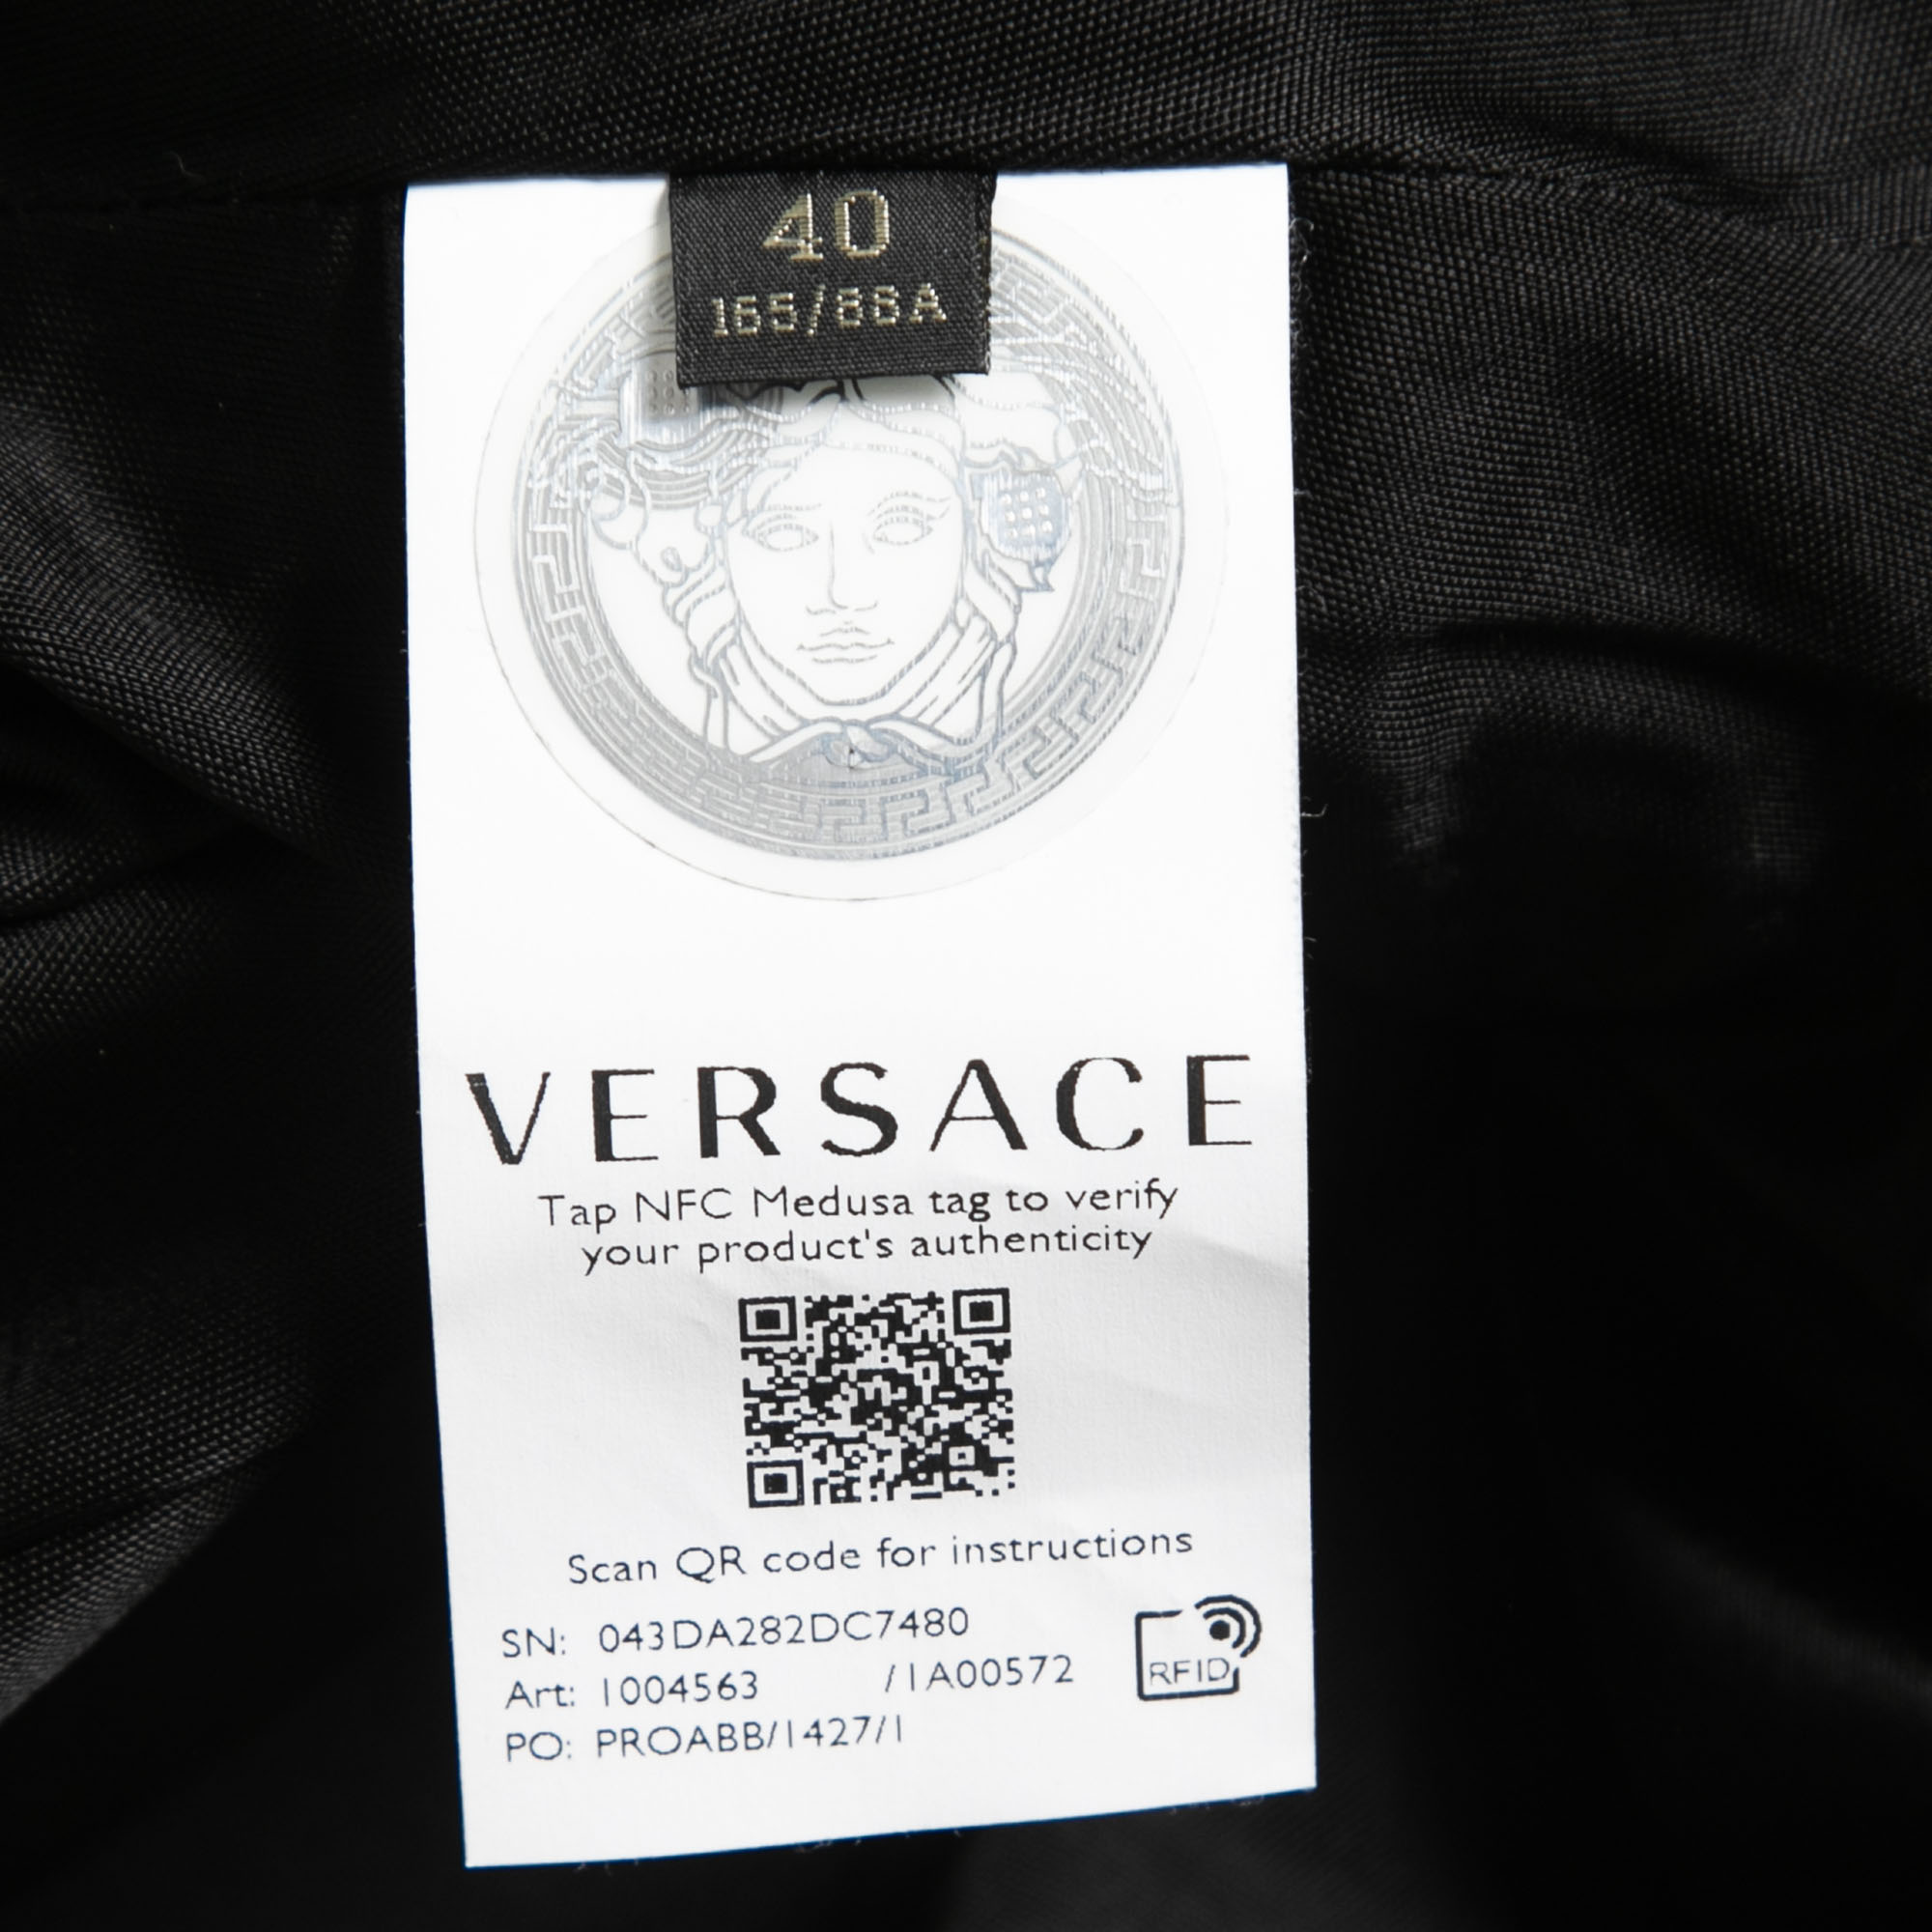 40
165/88A
VERSACE
Tap NFC Medusa tag to verify
your product's authenticity
Scan QR code for instructions
SN: 043DA282DC7480
Art: 1004563 /1A00572
PO: PROABB/1427/1
RFID